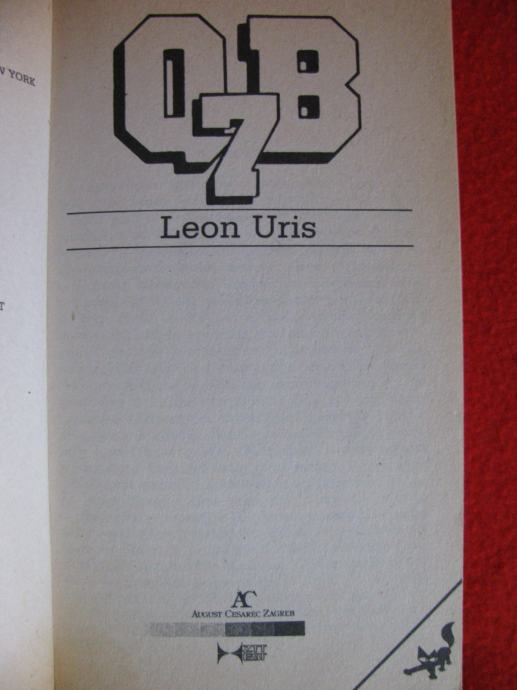 W YORK
T
QB
7
Leon Uris
AC
AUGUST CESAREC ZAGREB